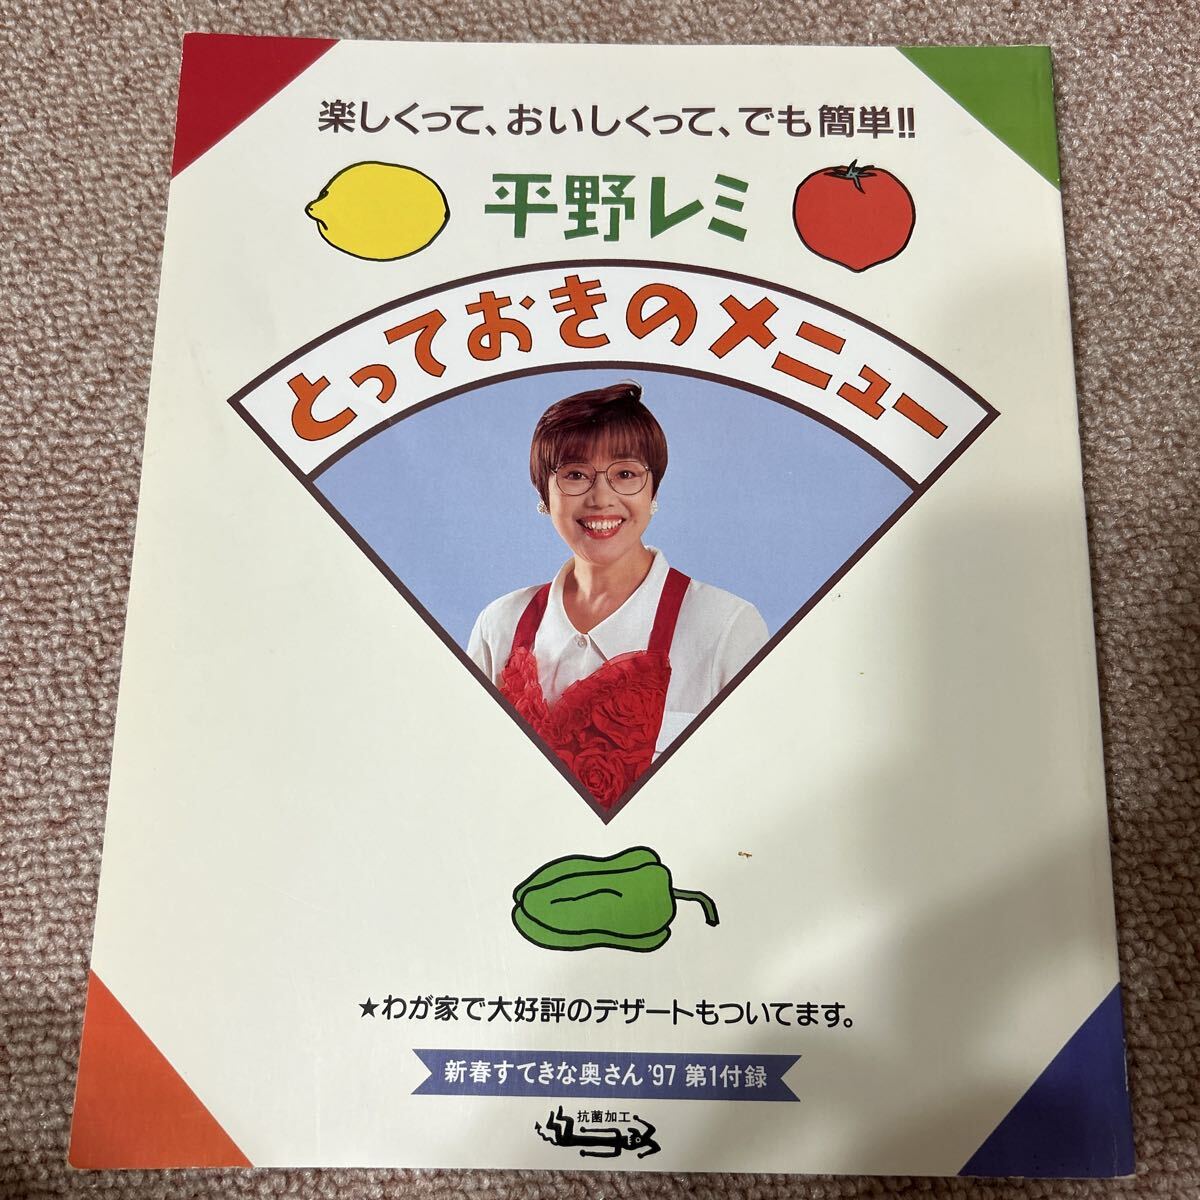 楽しくって、おいしくって、でも簡単!!
平野レミ
とっておきのメニュー
★わが家で大好評のデザートもついてます。
新春すてきな奥さん'97 第1付録
抗菌加工